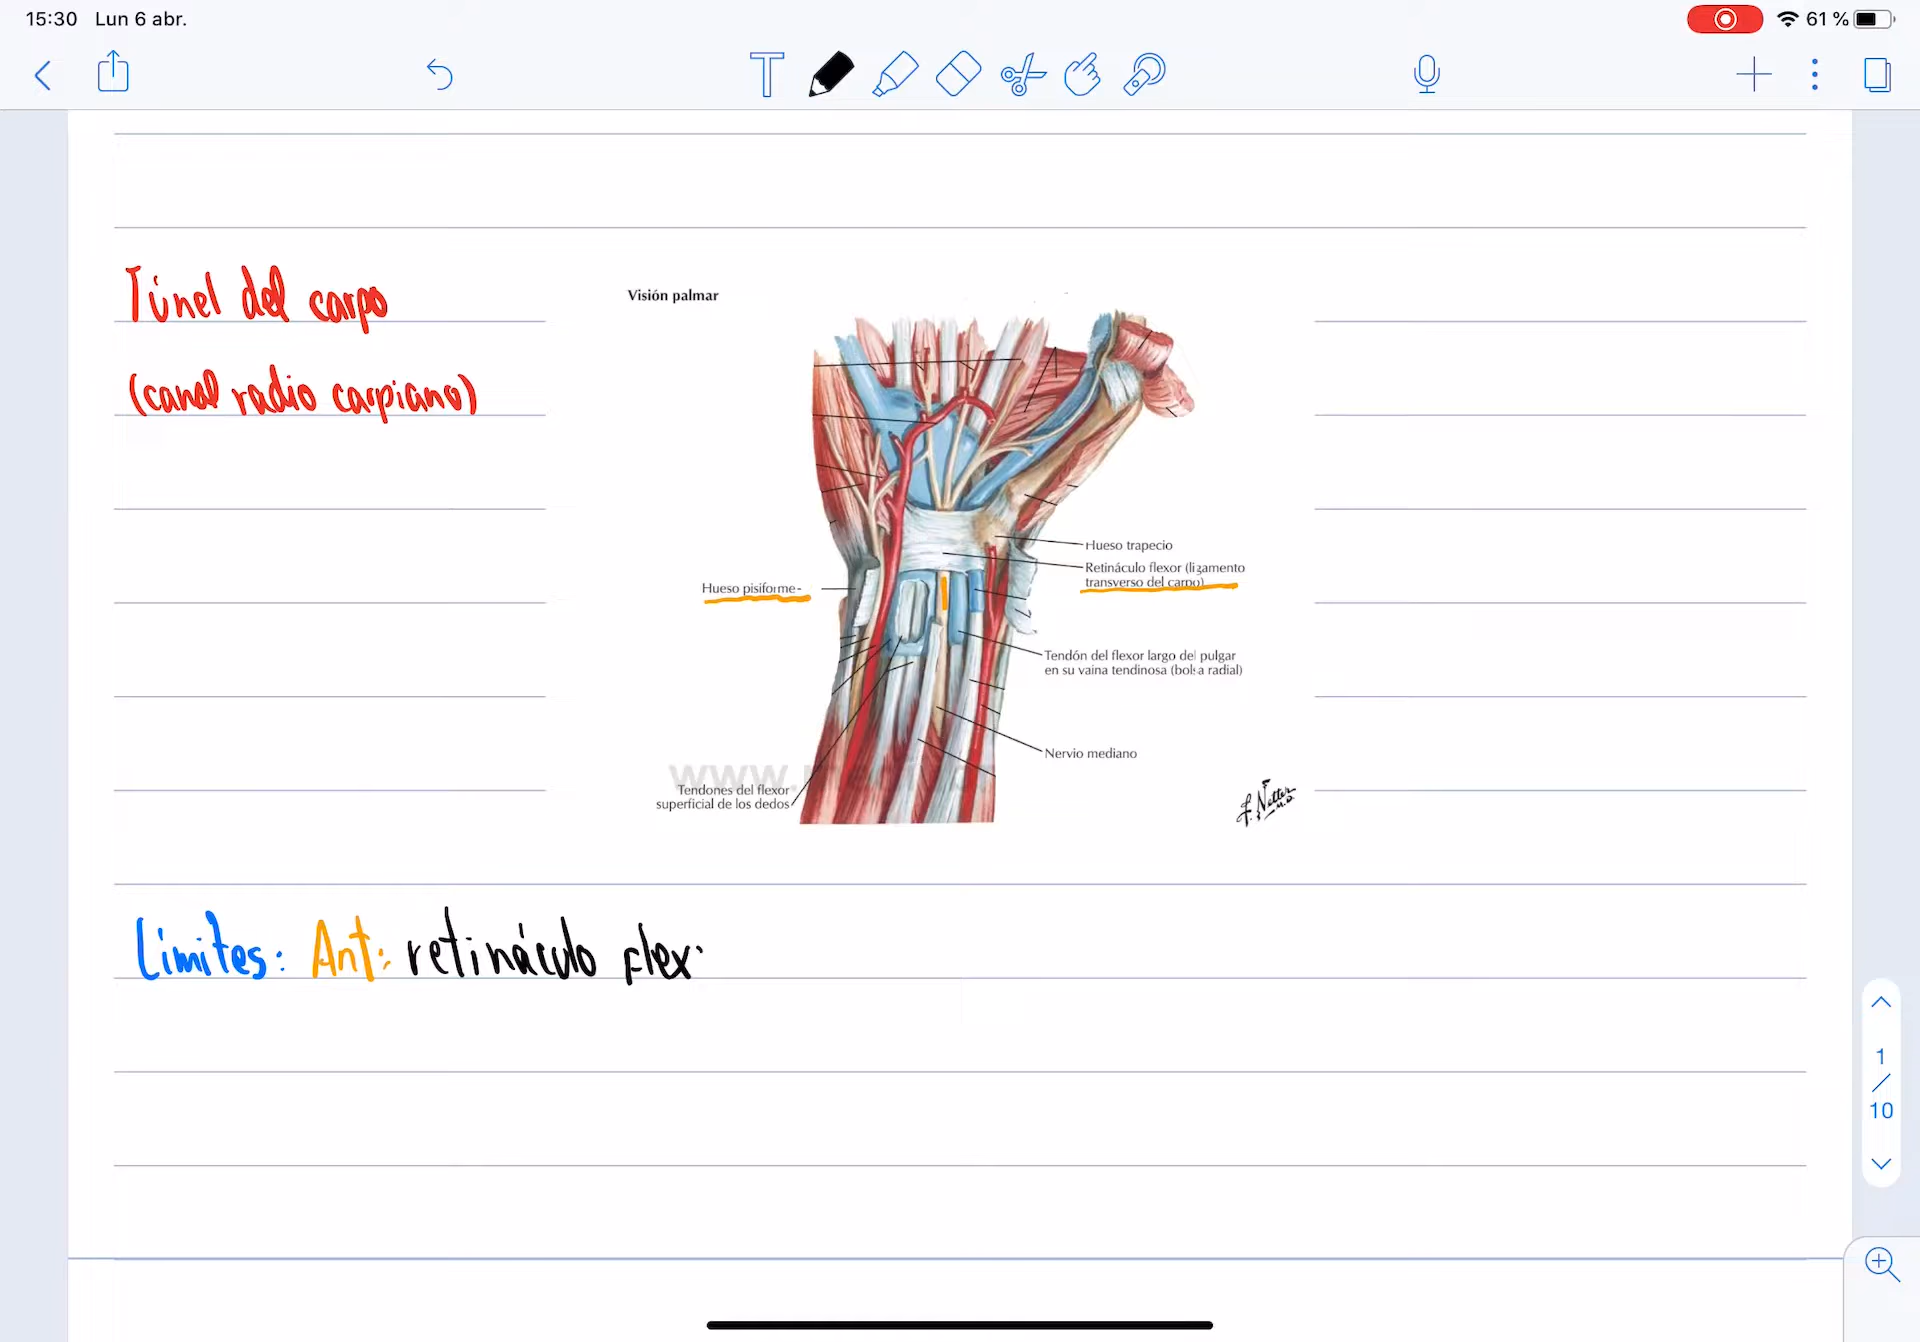 15:30 Lun 6 abr.
61 %
Túnel del carpo
(canal radio carpiano)
Visión palmar
Hueso trapecio
Retináculo flexor (ligamento
transverso del carpo)
Hueso pisiforme
Tendón del flexor largo del pulgar
en su vaina tendinosa (bolsa radial)
Nervio mediano
Tendones del flexor
superficial de los dedos
F. Netter
M.D.
Límites: Ant: retináculo flex
1
/
10